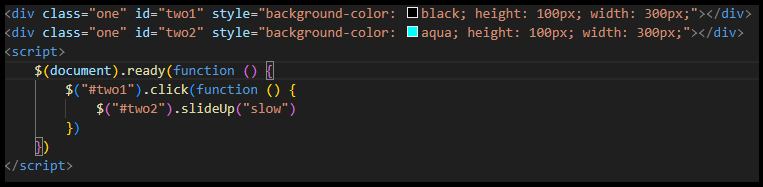 <div class="one" id="two1" style="background-color: black; height: 100px; width: 300px;"></div>
<div class="one" id="two2" style="background-color: aqua; height: 100px; width: 300px;"></div>
<script>
    $(document).ready(function () {
        $("#two1").click(function () {
            $("#two2").slideUp("slow")
        })
    })
</script>